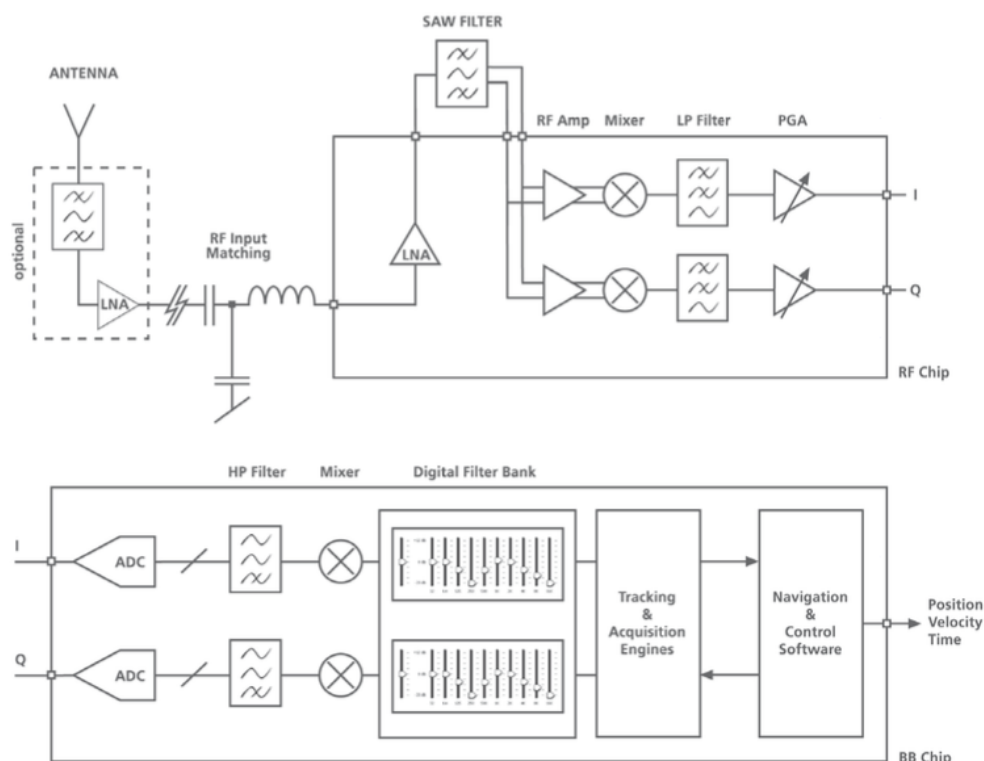 SAW FILTER
ANTENNA
RF Amp
Mixer
LP Filter
PGA
optional
RF Input
Matching
LNA
LNA
I
Q
RF Chip
HP Filter
Mixer
Digital Filter Bank
I
ADC
Q
ADC
Tracking
&
Acquisition
Engines
Navigation
&
Control
Software
Position
Velocity
Time
BB Chip